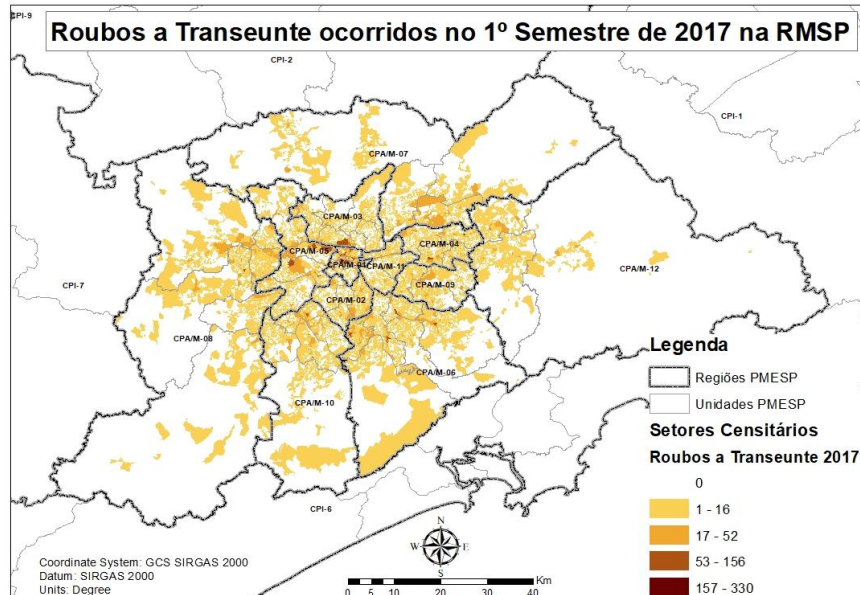 CPI-9
Roubos a Transeunte ocorridos no 1º Semestre de 2017 na RMSP
CPI-2
CPI-1
CPA/M-07
CPA/M-03
CPA/M-04
CPA/M-05
CPA/M-01
CPA/M-11
CPA/M-12
CPI-7
CPA/M-09
CPA/M-02
CPA/M-08
CPA/M-06
CPA/M-10
CPI-6
Legenda
Regiões PMESP
Unidades PMESP
Setores Censitários
Roubos a Transeunte 2017
0
1 - 16
17 - 52
53 - 156
157 - 330
N
W E
S
Coordinate System: GCS SIRGAS 2000
Datum: SIRGAS 2000
Units: Degree
Km
0 5 10 20 30 40